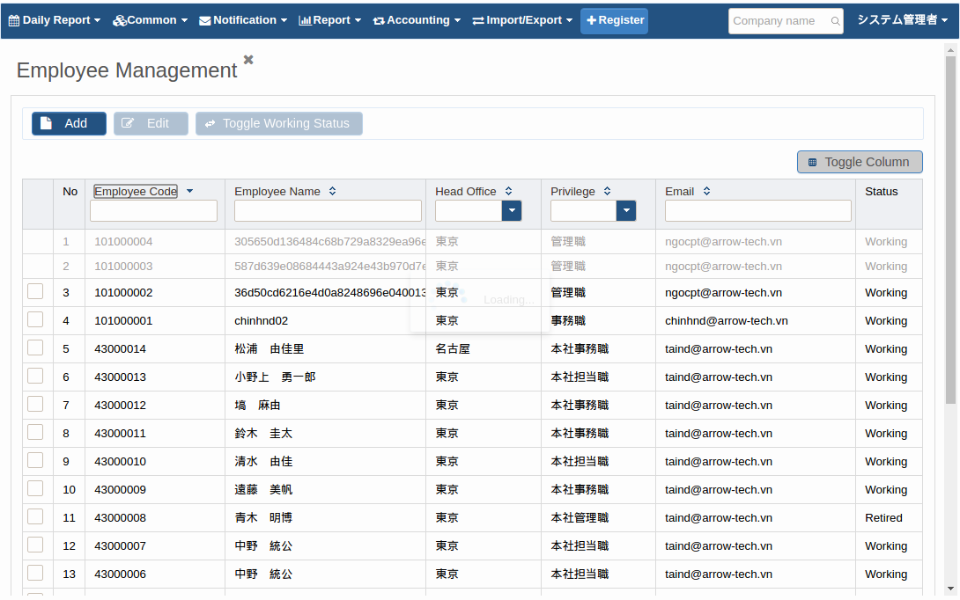 Daily Report Common Notification Report Accounting Import/Export Register Company name システム管理者
Employee Management
Add Edit Toggle Working Status
Toggle Column
No Employee Code Employee Name Head Office Privilege Email Status
1 101000004 305650d136484c68b729a8329ea96e 東京 管理職 ngocpt@arrow-tech.vn Working
2 101000003 587d639e08684443a924e43b970d7e 東京 管理職 ngocpt@arrow-tech.vn Working
3 101000002 36d50cd6216e4d0a8248696e040013 東京 管理職 ngocpt@arrow-tech.vn Working
Loading...
4 101000001 chinhnd02 東京 事務職 chinhnd@arrow-tech.vn Working
5 43000014 松浦 由佳里 名古屋 本社事務職 taind@arrow-tech.vn Working
6 43000013 小野上 勇一郎 東京 本社担当職 taind@arrow-tech.vn Working
7 43000012 塙 麻由 東京 本社事務職 taind@arrow-tech.vn Working
8 43000011 鈴木 圭太 東京 本社事務職 taind@arrow-tech.vn Working
9 43000010 清水 由佳 東京 本社担当職 taind@arrow-tech.vn Working
10 43000009 遠藤 美帆 東京 本社事務職 taind@arrow-tech.vn Working
11 43000008 青木 明博 東京 本社管理職 taind@arrow-tech.vn Retired
12 43000007 中野 統公 東京 本社担当職 taind@arrow-tech.vn Working
13 43000006 中野 統公 東京 本社担当職 taind@arrow-tech.vn Working